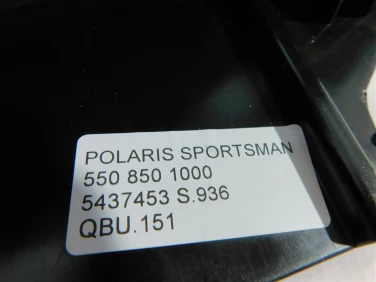 POLARIS SPORTSMAN
550 850 1000
5437453 S.936
QBU.151